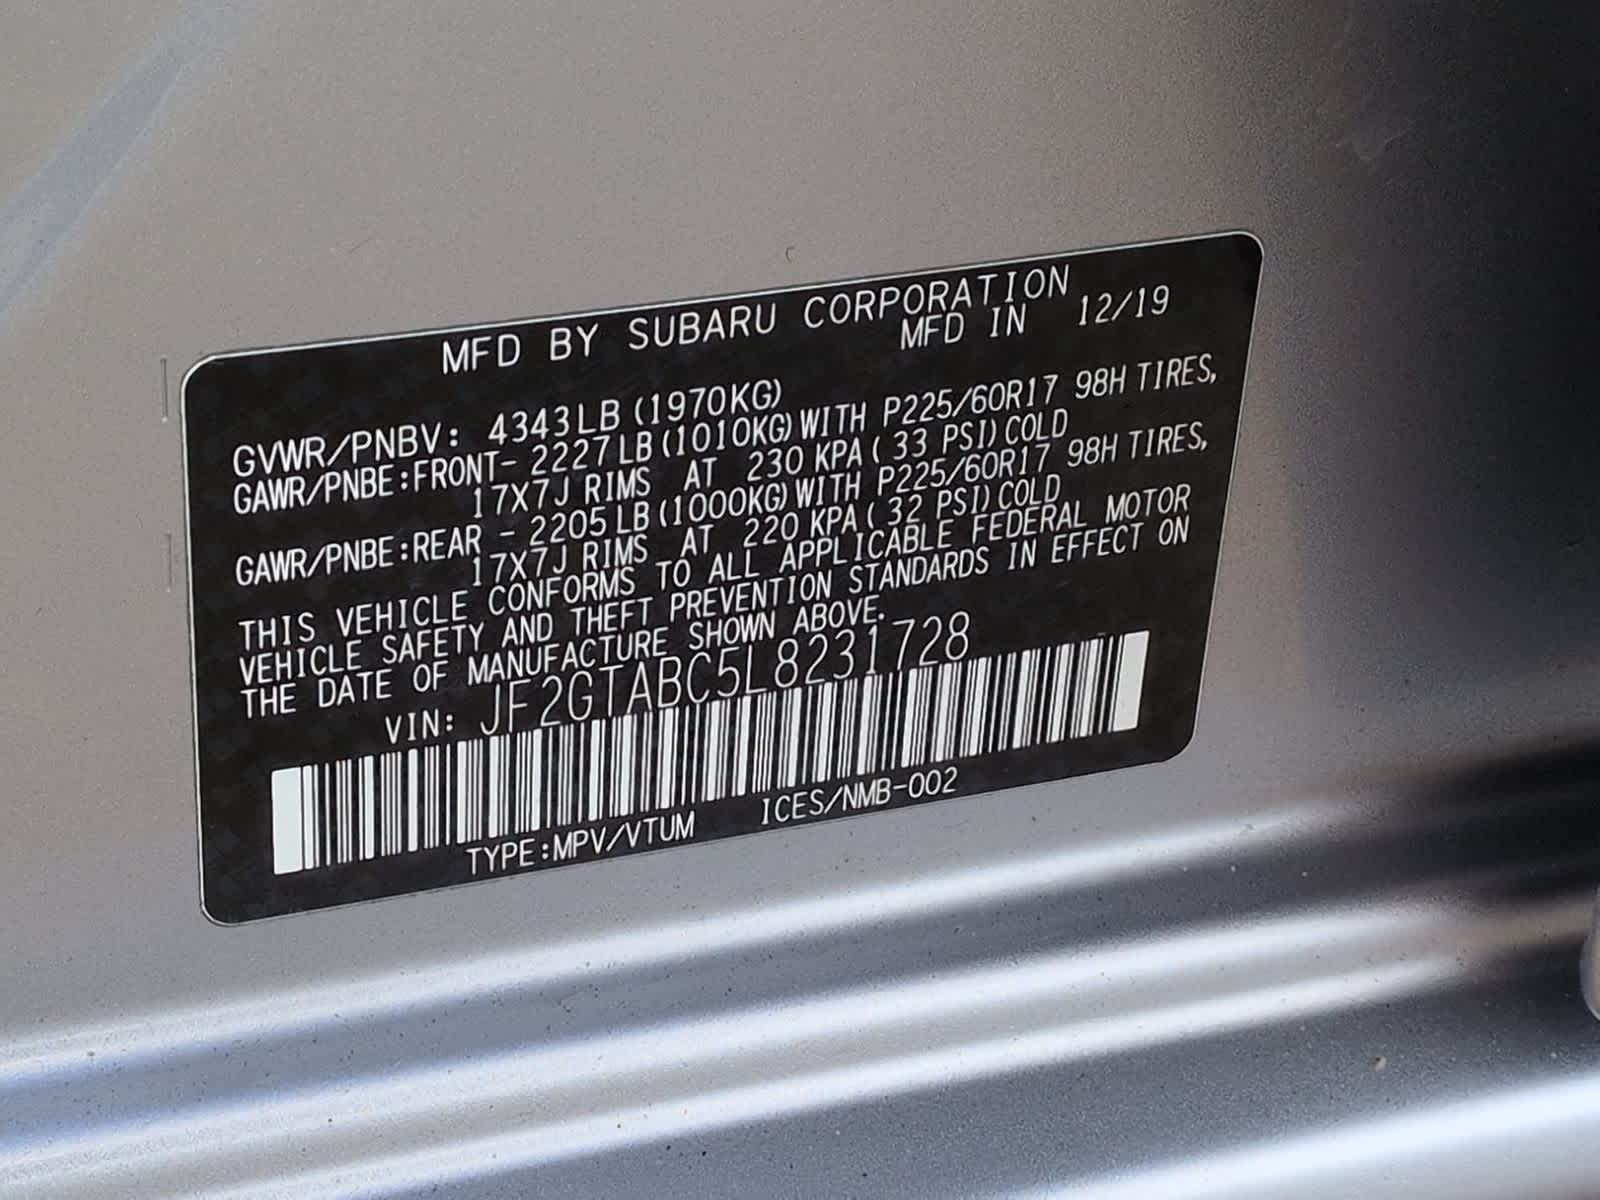 MFD BY SUBARU CORPORATION
MFD IN 12/19
GVWR/PNBV: 4343LB (1970KG)
GAWR/PNBE:FRONT- 2227LB (1010KG) WITH P225/60R17 98H TIRES,
17X7J RIMS AT 230 KPA ( 33 PSI) COLD
GAWR/PNBE:REAR - 2205LB (1000KG) WITH P225/60R17 98H TIRES,
17X7J RIMS AT 220 KPA ( 32 PSI) COLD
THIS VEHICLE CONFORMS TO ALL APPLICABLE FEDERAL MOTOR
VEHICLE SAFETY AND THEFT PREVENTION STANDARDS IN EFFECT ON
THE DATE OF MANUFACTURE SHOWN ABOVE.
VIN: JF2GTABC5L8231728
TYPE:MPV/VTUM ICES/NMB-002